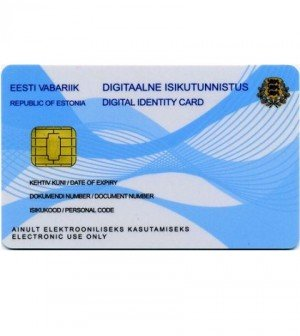 EESTI VABARIIK DIGITAALNE ISIKUTUNNISTUS
REPUBLIC OF ESTONIA DIGITAL IDENTITY CARD
KEHTIV KUNI / DATE OF EXPIRY
DOKUMENDI NUMBER / DOCUMENT NUMBER
ISIKUKOOD / PERSONAL CODE
AINULT ELEKTROONILISEKS KASUTAMISEKS
ELECTRONIC USE ONLY